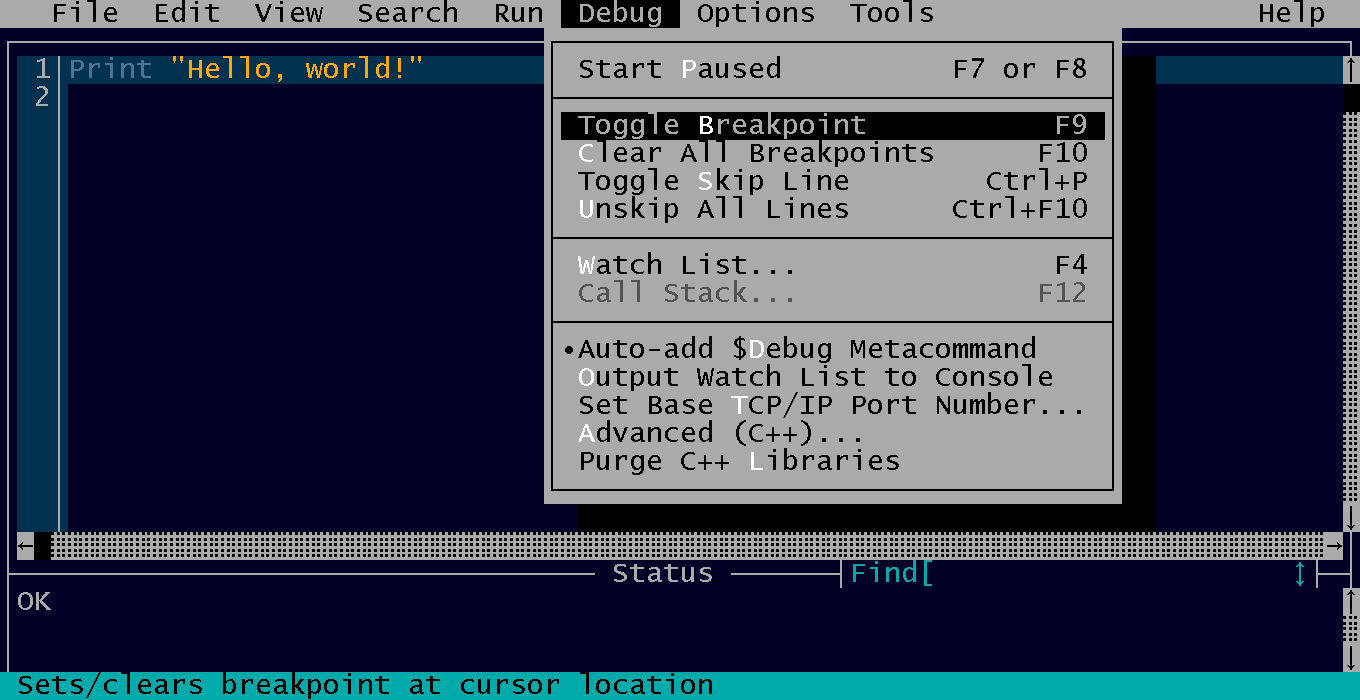 File Edit View Search Run Debug Options Tools Help
1 Print "Hello, world!"
2
Start Paused F7 or F8
Toggle Breakpoint F9
Clear All Breakpoints F10
Toggle Skip Line Ctrl+P
Unskip All Lines Ctrl+F10
Watch List... F4
Call Stack... F12
•Auto-add $Debug Metacommand
Output Watch List to Console
Set Base TCP/IP Port Number...
Advanced (C++)...
Purge C++ Libraries
Status
Find[
OK
Sets/clears breakpoint at cursor location